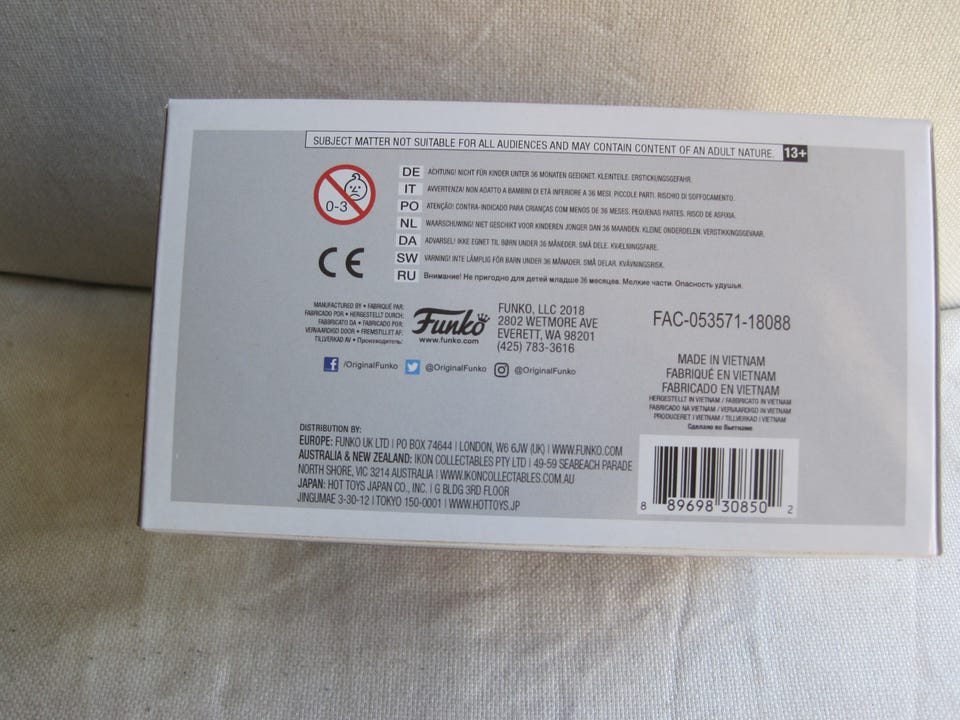 SUBJECT MATTER NOT SUITABLE FOR ALL AUDIENCES AND MAY CONTAIN CONTENT OF AN ADULT NATURE. 13+
0-3
DE ACHTUNG! NICHT FÜR KINDER UNTER 36 MONATEN GEEIGNET. KLEINTEILE. ERSTICKUNGSGEFAHR.
IT AVVERTENZA! NON ADATTO A BAMBINI DI ETÀ INFERIORE A 36 MESI. PICCOLE PARTI. RISCHIO DI SOFFOCAMENTO.
PO ATENÇÃO! CONTRA-INDICADO PARA CRIANÇAS COM MENOS DE 36 MESES. PEQUENAS PARTES. RISCO DE ASFIXIA.
NL WAARSCHUWING! NIET GESCHIKT VOOR KINDEREN JONGER DAN 36 MAANDEN. KLEINE ONDERDELEN. VERSTIKKINGSGEVAAR.
DA ADVARSEL! IKKE EGNET TIL BØRN UNDER 36 MÅNEDER. SMÅ DELE. KVÆLNINGSFARE.
SW VARNING! INTE LÄMPLIG FÖR BARN UNDER 36 MÅNADER. SMÅ DELAR. KVÄVNINGSRISK.
RU Внимание! Не пригодно для детей младше 36 месяцев. Мелкие части. Опасность удушья.
CE
MANUFACTURED BY • FABRIQUÉ PAR:
FABRICADO POR • HERGESTELLT DURCH:
FABBRICATO DA • FABRICADO POR:
VERVAARDIGD DOOR • FREMSTILLET AF:
TILLVERKAD AV • Производитель:
Funko
www.funko.com
FUNKO, LLC 2018
2802 WETMORE AVE
EVERETT, WA 98201
(425) 783-3616
FAC-053571-18088
f /OriginalFunko @OriginalFunko @OriginalFunko
MADE IN VIETNAM
FABRIQUÉ EN VIETNAM
FABRICADO EN VIETNAM
HERGESTELLT IN VIETNAM / FABBRICATO IN VIETNAM
FABRICADO NA VIETNAM / VERVAARDIGD IN VIETNAM
PRODUCERET I VIETNAM / TILLVERKAD I VIETNAM
Сделано во Вьетнаме
DISTRIBUTION BY:
EUROPE: FUNKO UK LTD | PO BOX 74644 | LONDON, W6 6JW (UK) | WWW.FUNKO.COM
AUSTRALIA & NEW ZEALAND: IKON COLLECTABLES PTY LTD | 49-59 SEABEACH PARADE
NORTH SHORE, VIC 3214 AUSTRALIA | WWW.IKONCOLLECTABLES.COM.AU
JAPAN: HOT TOYS JAPAN CO., INC. | G BLDG 3RD FLOOR
JINGUMAE 3-30-12 | TOKYO 150-0001 | WWW.HOTTOYS.JP
8 89698 30850 2